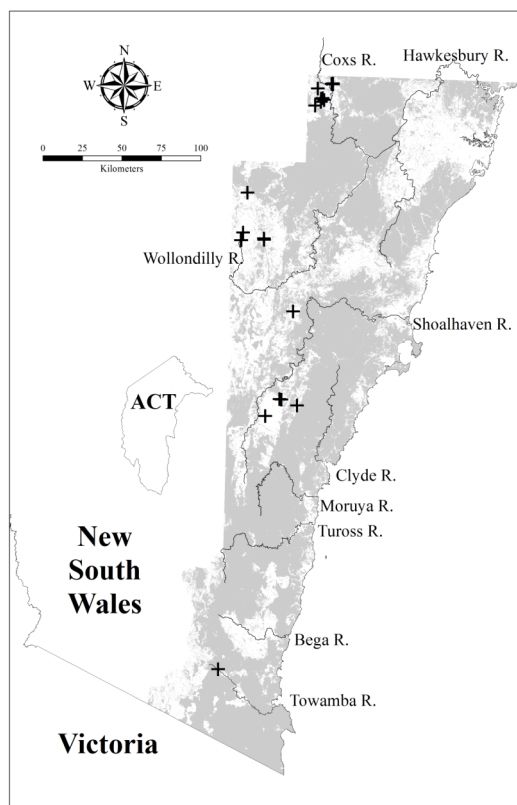 Coxs R.
Hawkesbury R.
N
W E
S
0 25 50 75 100
Kilometers
Wollondilly R.
Shoalhaven R.
ACT
Clyde R.
Moruya R.
Tuross R.
New
South
Wales
Bega R.
Towamba R.
Victoria